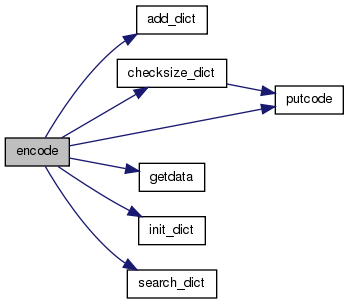 add_dict
checksize_dict
putcode
encode
getdata
init_dict
search_dict